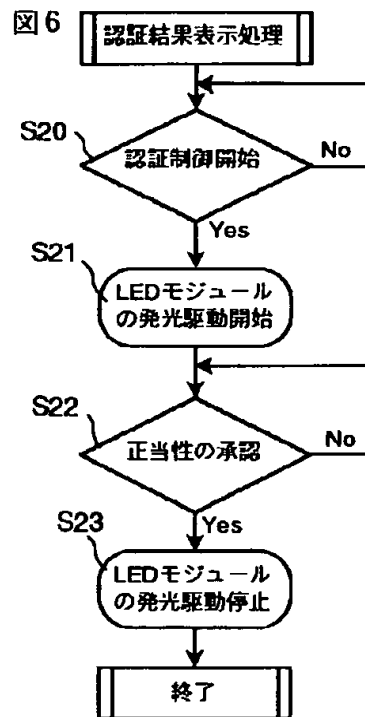 図6
認証結果表示処理
S20
認証制御開始
No
Yes
S21
LEDモジュール
の発光駆動開始
S22
正当性の承認
No
Yes
S23
LEDモジュール
の発光駆動停止
終了